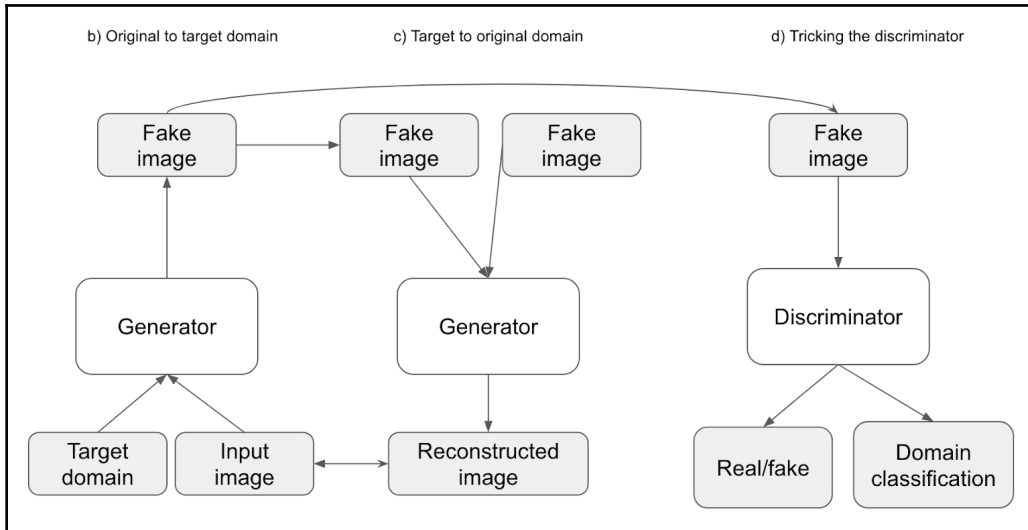 b) Original to target domain
c) Target to original domain
d) Tricking the discriminator
Fake
image
Fake
image
Fake
image
Fake
image
Generator
Generator
Discriminator
Target
domain
Input
image
Reconstructed
image
Real/fake
Domain
classification